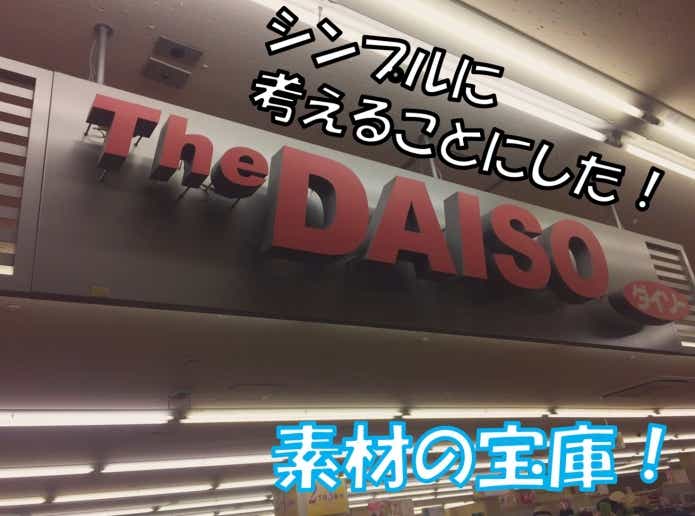 シンプルに
考えることにした！
The DAISO
ダイソー
素材の宝庫！